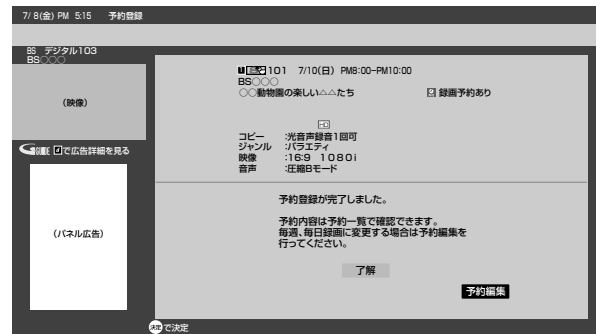 7/ 8(金) PM 5:15 予約登録
BS デジタル103
BS○○○
(映像)
GUIDE dで広告詳細を見る
(パネル広告)
101 7/10(日) PM8:00-PM10:00
BS○○○
○○動物園の楽しい△△たち 録画予約あり
コピー :光音声録音1回可
ジャンル :バラエティ
映像 :16:9 1080i
音声 :圧縮Bモード
予約登録が完了しました。
予約内容は予約一覧で確認できます。
毎週、毎日録画に変更する場合は予約編集を
行ってください。
了解
予約編集
決定で決定